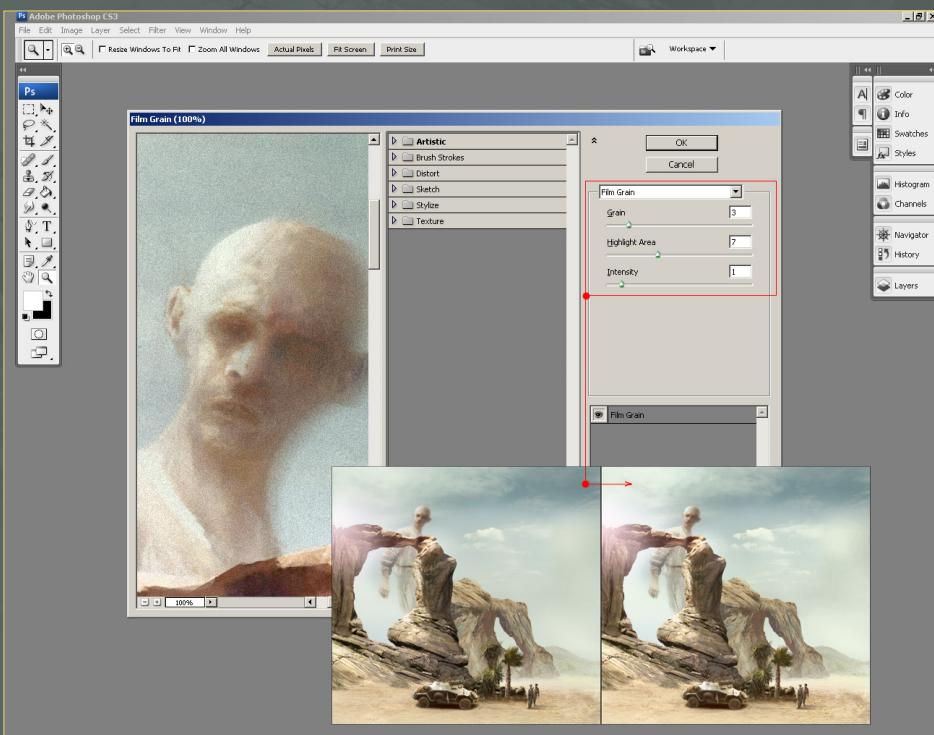 Ps Adobe Photoshop CS3
File Edit Image Layer Select Filter View Window Help
Resize Windows To Fit Zoom All Windows Actual Pixels Fit Screen Print Size Workspace
Ps
Film Grain (100%)
Artistic
Brush Strokes
Distort
Sketch
Stylize
Texture
OK
Cancel
Film Grain
Grain 3
Highlight Area 7
Intensity 1
Film Grain
100%
A
Color
Info
Swatches
Styles
Histogram
Channels
Navigator
History
Layers